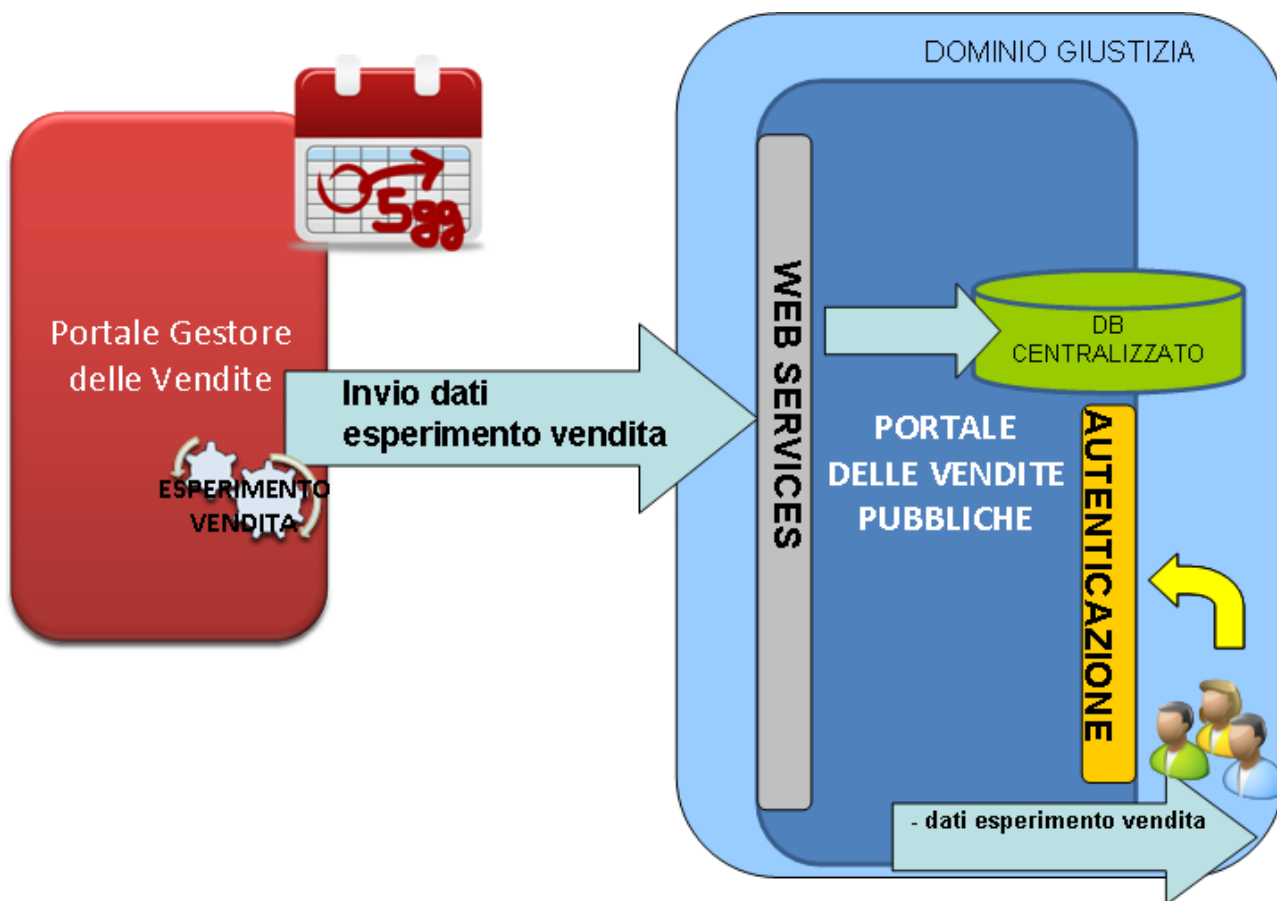 DOMINIO GIUSTIZIA
5gg
Portale Gestore
delle Vendite
ESPERIMENTO
VENDITA
Invio dati
esperimento vendita
WEB SERVICES
DB
CENTRALIZZATO
PORTALE
DELLE VENDITE
PUBBLICHE
AUTENTICAZIONE
- dati esperimento vendita